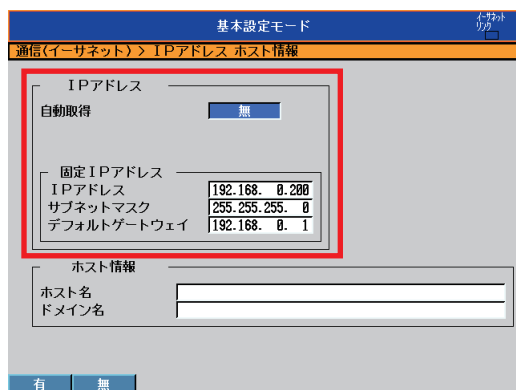 基本設定モード
イーサネット
リンク
通信(イーサネット) > IPアドレス ホスト情報
IPアドレス
自動取得 無
固定IPアドレス
IPアドレス 192.168. 0.200
サブネットマスク 255.255.255. 0
デフォルトゲートウェイ 192.168. 0. 1
ホスト情報
ホスト名
ドメイン名
有 無